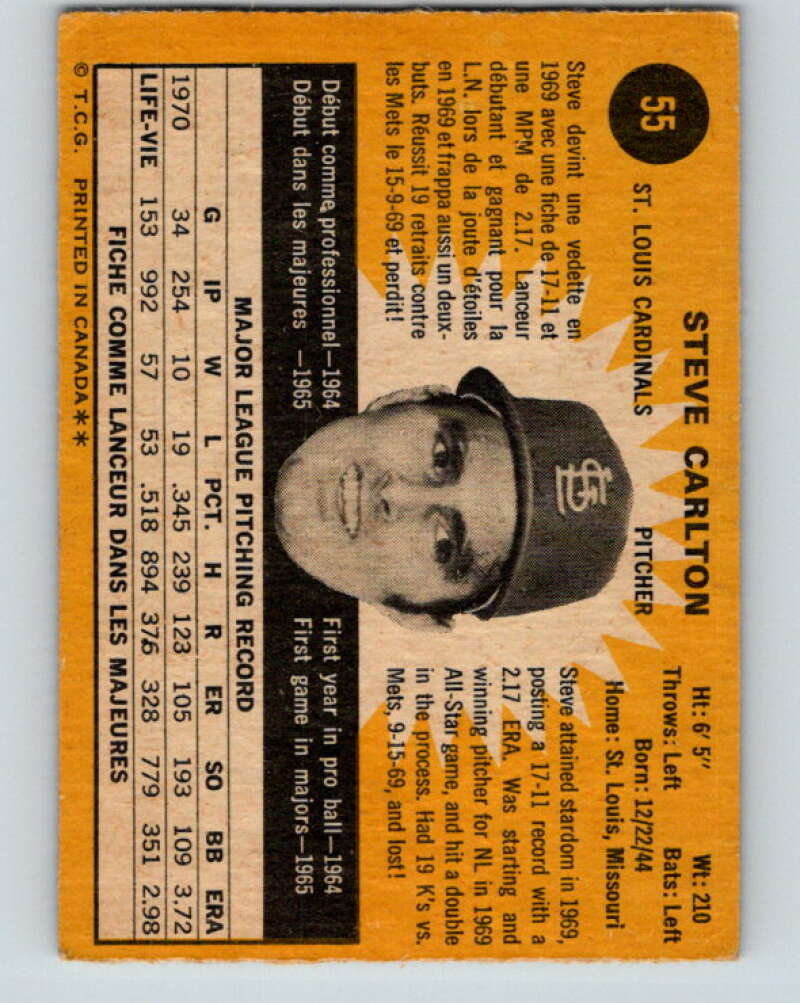 55
STEVE CARLTON
ST. LOUIS CARDINALS PITCHER
Ht: 6' 5" Wt: 210
Throws: Left Bats: Left
Born: 12/22/44
Home: St. Louis, Missouri
Steve devint une vedette en
1969 avec une fiche de 17-11 et
une MPM de 2.17. Lanceur
débutant et gagnant pour la
L.N. lors de la joute d'étoiles
en 1969 et frappa aussi un deux-
buts. Réussit 19 retraits contre
les Mets le 15-9-69 et perdit!
StL
Steve attained stardom in 1969,
posting a 17-11 record with a
2.17 ERA. Was starting and
winning pitcher for NL in 1969
All-Star game, and hit a double
in the process. Had 19 K's vs.
Mets, 9-15-69, and lost!
Début comme professionnel—1964
Début dans les majeures —1965
First year in pro ball—1964
First game in majors—1965
MAJOR LEAGUE PITCHING RECORD
G IP W L PCT. H R ER SO BB ERA
1970 34 254 10 19 .345 239 123 105 193 109 3.72
LIFE-VIE 153 992 57 53 .518 894 376 328 779 351 2.98
FICHE COMME LANCEUR DANS LES MAJEURES
© T.C.G. PRINTED IN CANADA**